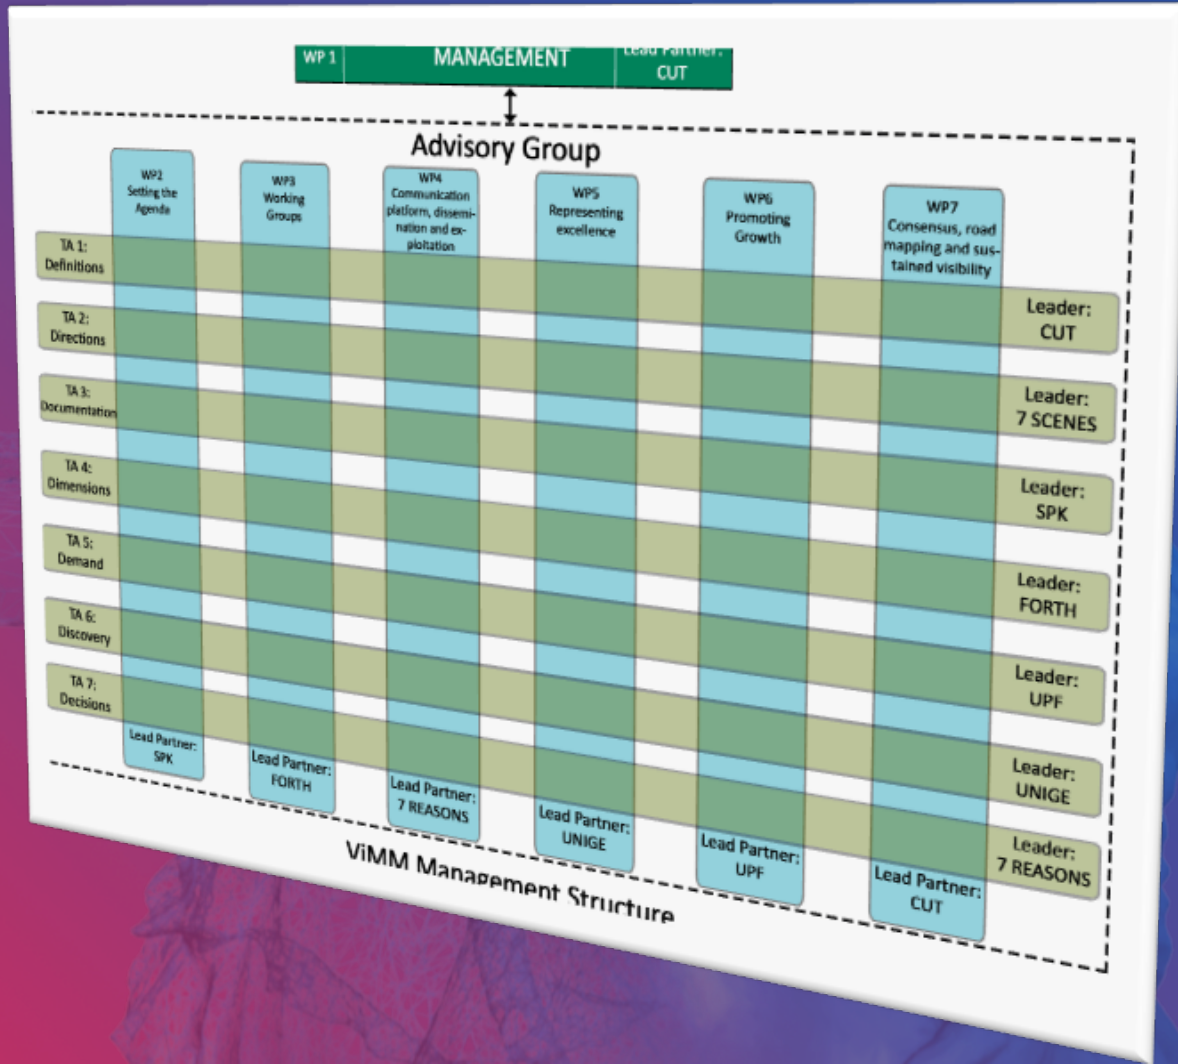 WP 1
MANAGEMENT
Lead Partner:
CUT
Advisory Group
WP2
Setting the
Agenda
WP3
Working
Groups
WP4
Communication
platform, dissemi-
nation and ex-
ploitation
WP5
Representing
excellence
WP6
Promoting
Growth
WP7
Consensus, road
mapping and sus-
tained visibility
TA 1:
Definitions
Leader:
CUT
TA 2:
Directions
Leader:
7 SCENES
TA 3:
Documentation
Leader:
SPK
TA 4:
Dimensions
Leader:
FORTH
TA 5:
Demand
Leader:
UPF
TA 6:
Discovery
Leader:
UNIGE
TA 7:
Decisions
Leader:
7 REASONS
Lead Partner:
SPK
Lead Partner:
FORTH
Lead Partner:
7 REASONS
Lead Partner:
UNIGE
Lead Partner:
UPF
Lead Partner:
CUT
ViMM Management Structure